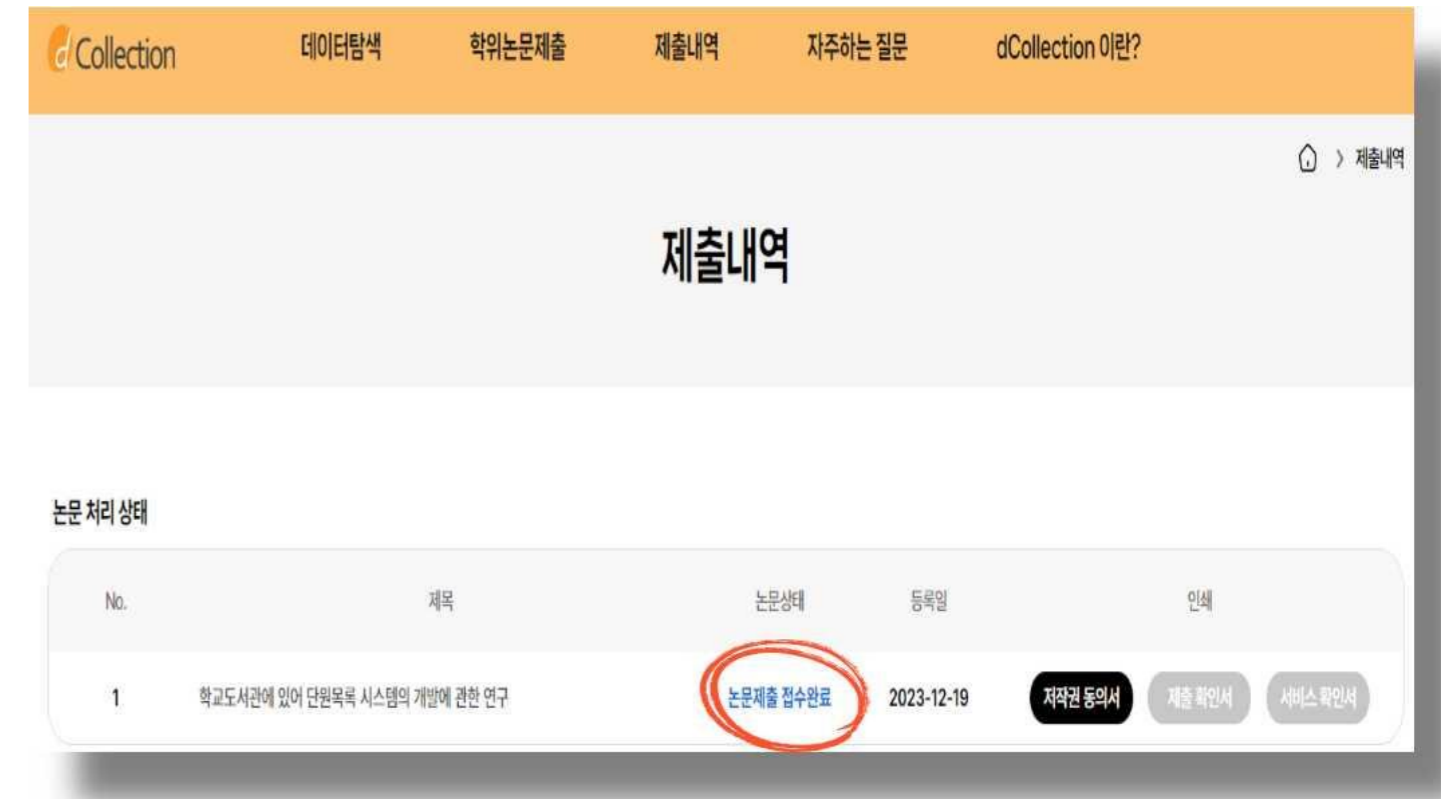 d Collection 데이터탐색 학위논문제출 제출내역 자주하는 질문 dCollection 이란?
> 제출내역
제출내역
논문 처리 상태
No. 제목 논문상태 등록일 인쇄
1 학교도서관에 있어 단원목록 시스템의 개발에 관한 연구 논문제출 접수완료 2023-12-19 저작권 동의서 제출 확인서 서비스 확인서